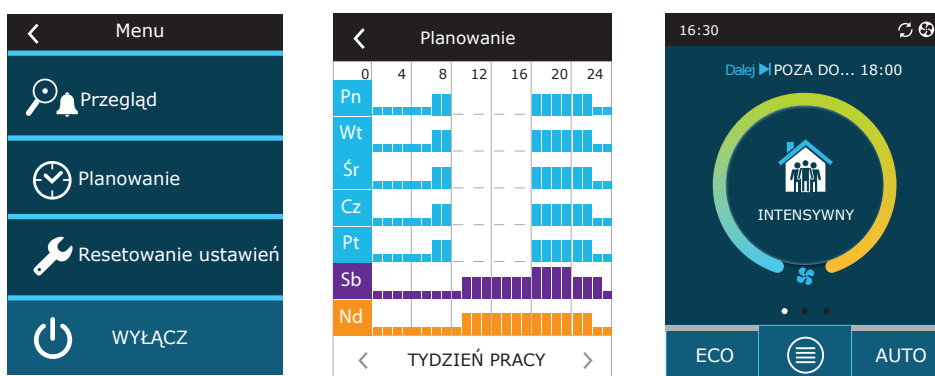 Menu
Przegląd
Planowanie
Resetowanie ustawień
WYŁĄCZ
Planowanie
0 4 8 12 16 20 24
Pn
Wt
Śr
Cz
Pt
Sb
Nd
TYDZIEŃ PRACY
16:30
Dalej POZA DO... 18:00
INTENSYWNY
ECO
AUTO